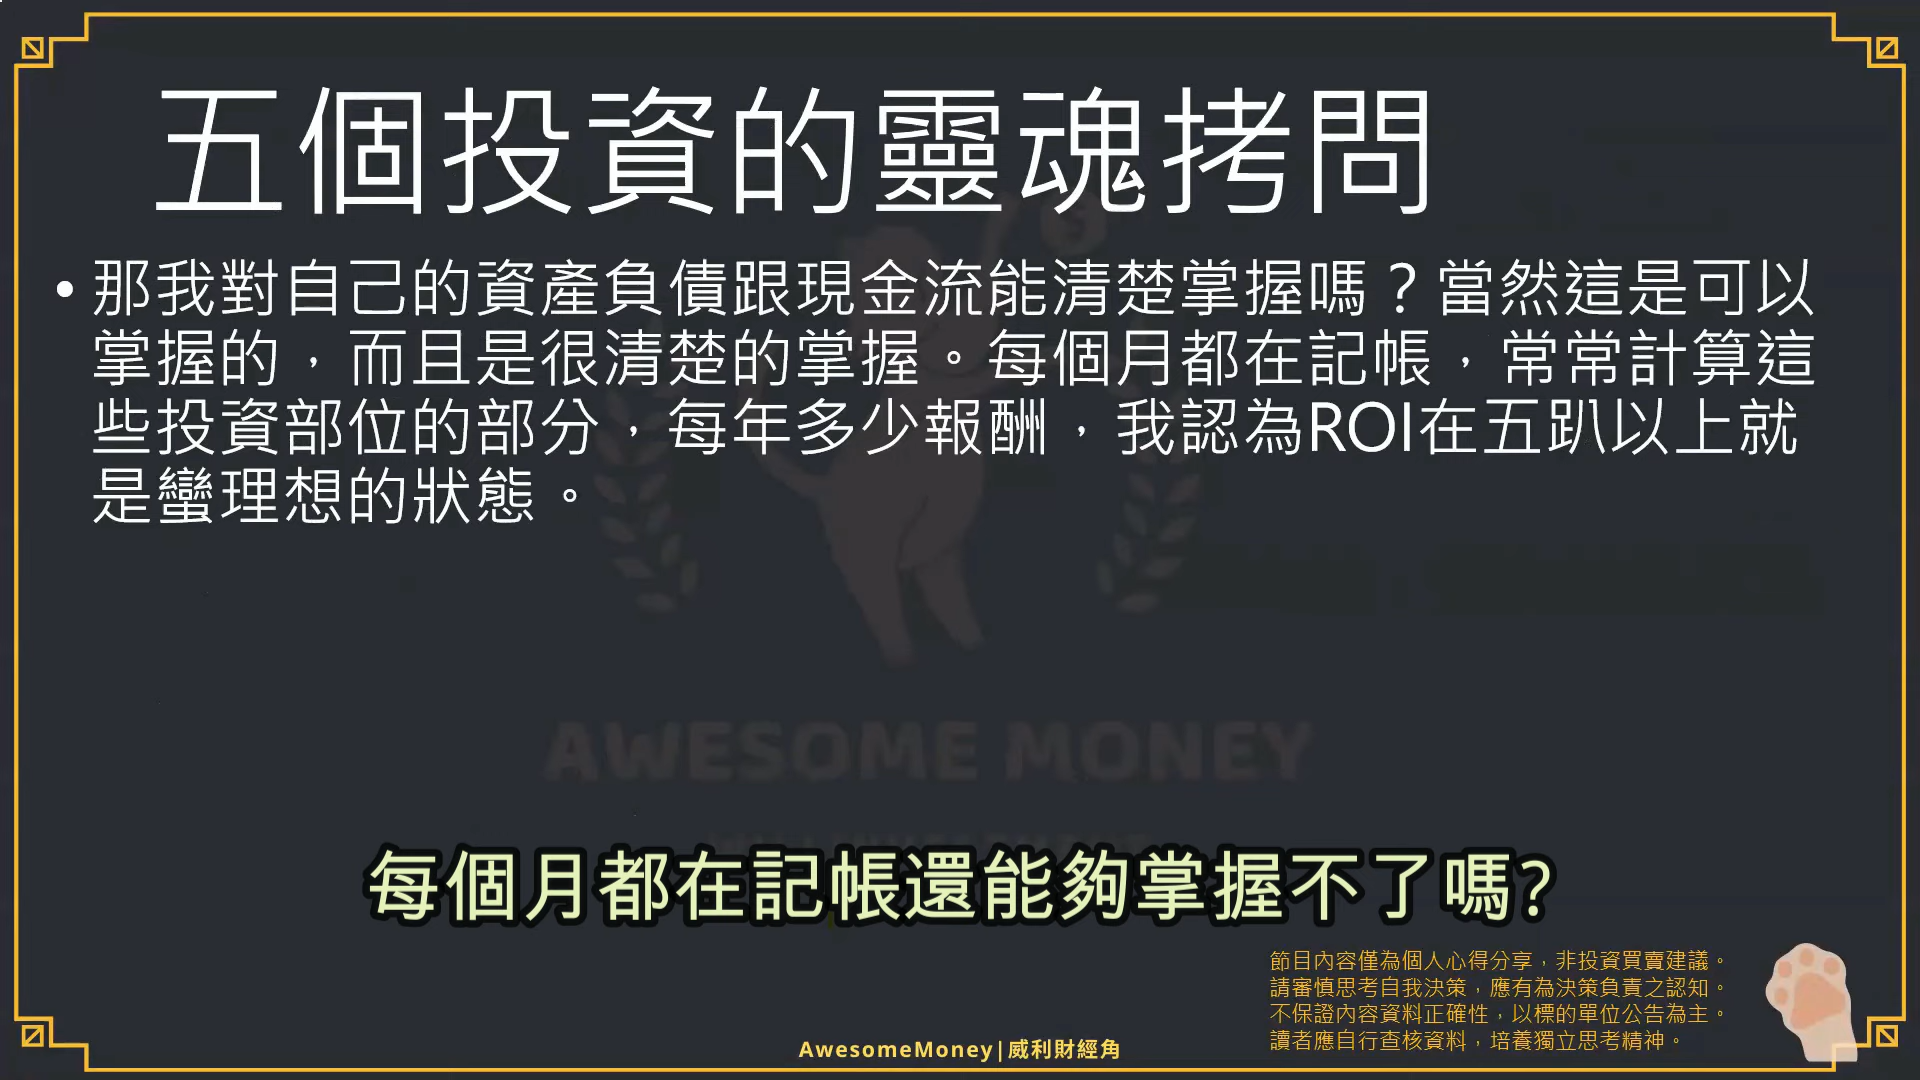 五個投資的靈魂拷問
•那我對自己的資產負債跟現金流能清楚掌握嗎？當然這是可以
掌握的，而且是很清楚的掌握。每個月都在記帳，常常計算這
些投資部位的部分，每年多少報酬，我認為ROI在五趴以上就
是蠻理想的狀態。
AWESOME MONEY
每個月都在記帳還能夠掌握不了嗎?
節目內容僅為個人心得分享，非投資買賣建議。
請審慎思考自我決策，應有為決策負責之認知。
不保證內容資料正確性，以標的單位公告為主。
讀者應自行查核資料，培養獨立思考精神。
AwesomeMoney|威利財經角